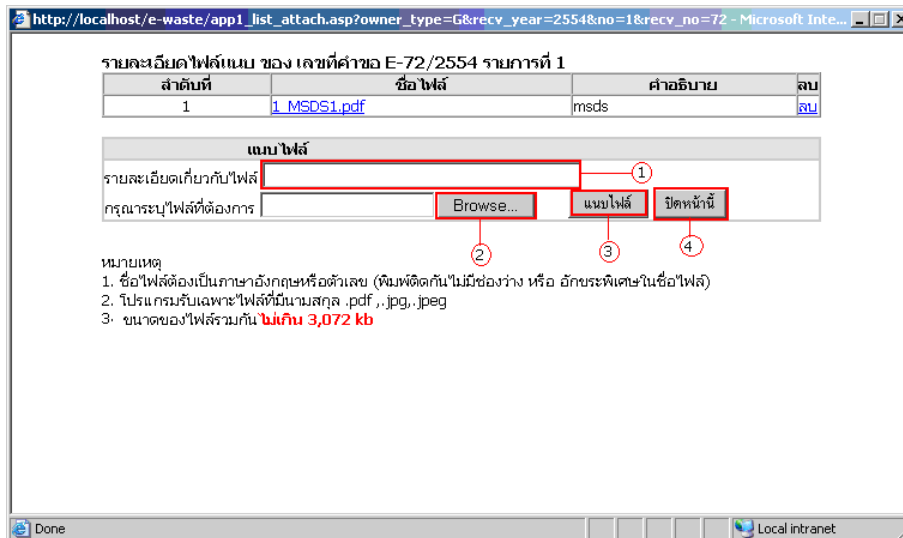 http://localhost/e-waste/app1_list_attach.asp?owner_type=G&recv_year=2554&no=1&recv_no=72 - Microsoft Inte...
รายละเอียดไฟล์แนบ ของ เลขที่คำขอ E-72/2554 รายการที่ 1
ลำดับที่ ชื่อไฟล์ คำอธิบาย ลบ
1 1_MSDS1.pdf msds ลบ
แนบไฟล์
รายละเอียดเกี่ยวกับไฟล์ 1
กรุณาระบุไฟล์ที่ต้องการ Browse... แนบไฟล์ ปิดหน้านี้
2 3 4
หมายเหตุ
1. ชื่อไฟล์ต้องเป็นภาษาอังกฤษหรือตัวเลข (พิมพ์ติดกันไม่มีช่องว่าง หรือ อักขระพิเศษในชื่อไฟล์)
2. โปรแกรมรับเฉพาะไฟล์ที่มีนามสกุล .pdf ,.jpg,.jpeg
3. ขนาดของไฟล์รวมกันไม่เกิน 3,072 kb
Done Local intranet